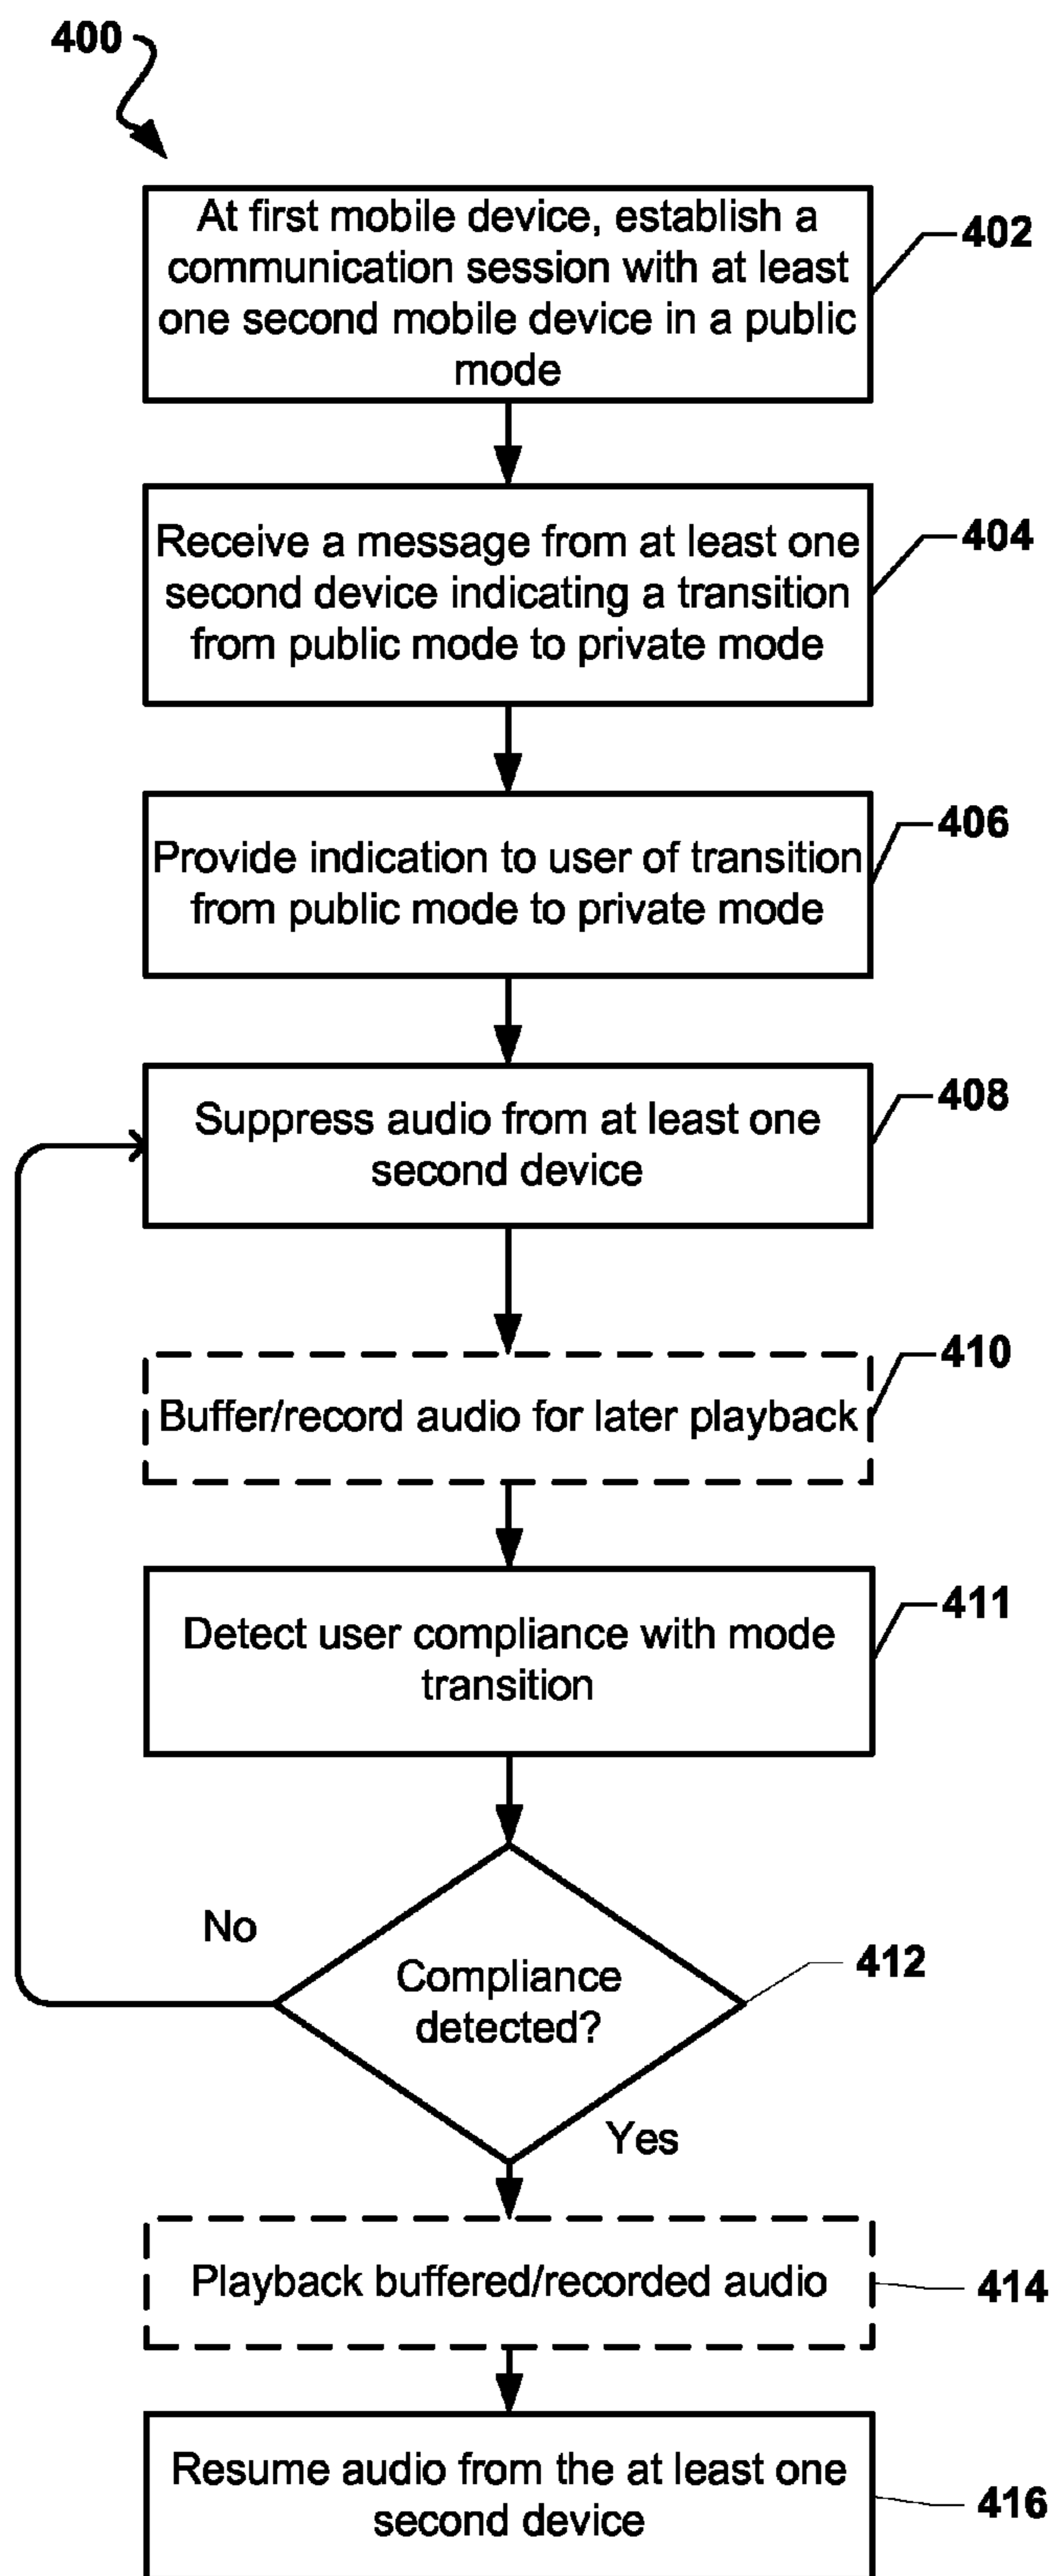 400
At first mobile device, establish a
communication session with at least
one second mobile device in a public
mode
402
Receive a message from at least one
second device indicating a transition
from public mode to private mode
404
Provide indication to user of transition
from public mode to private mode
406
Suppress audio from at least one
second device
408
Buffer/record audio for later playback
410
Detect user compliance with mode
transition
411
No
Compliance
detected?
412
Yes
Playback buffered/recorded audio
414
Resume audio from the at least one
second device
416